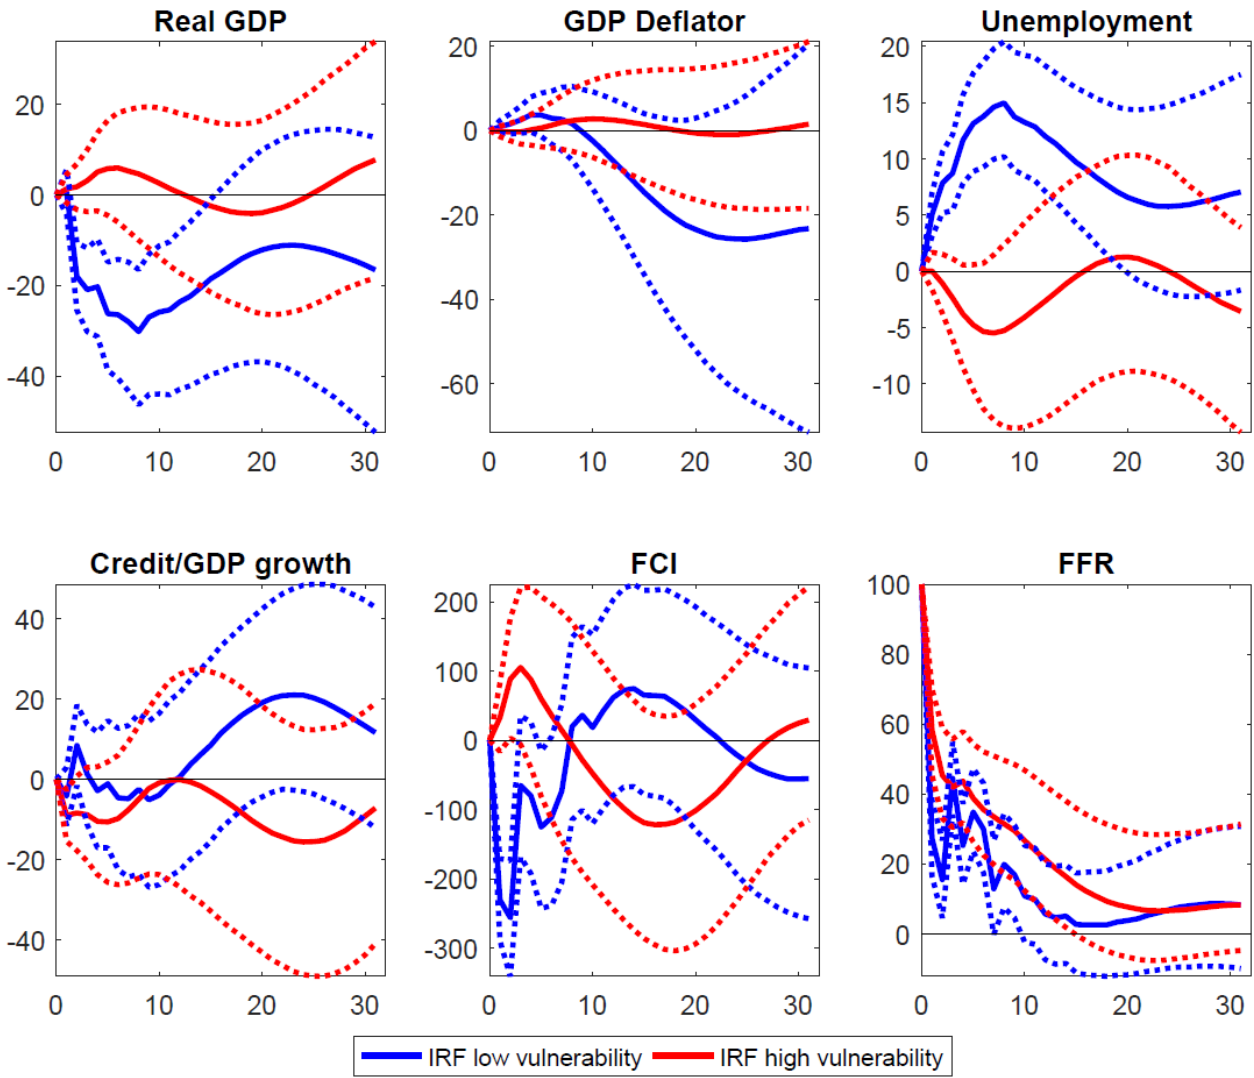 Real GDP
20
0
-20
-40
0 10 20 30
GDP Deflator
20
0
-20
-40
-60
0 10 20 30
Unemployment
20
15
10
5
0
-5
-10
0 10 20 30
Credit/GDP growth
40
20
0
-20
-40
0 10 20 30
FCI
200
100
0
-100
-200
-300
0 10 20 30
FFR
100
80
60
40
20
0
0 10 20 30
IRF low vulnerability IRF high vulnerability